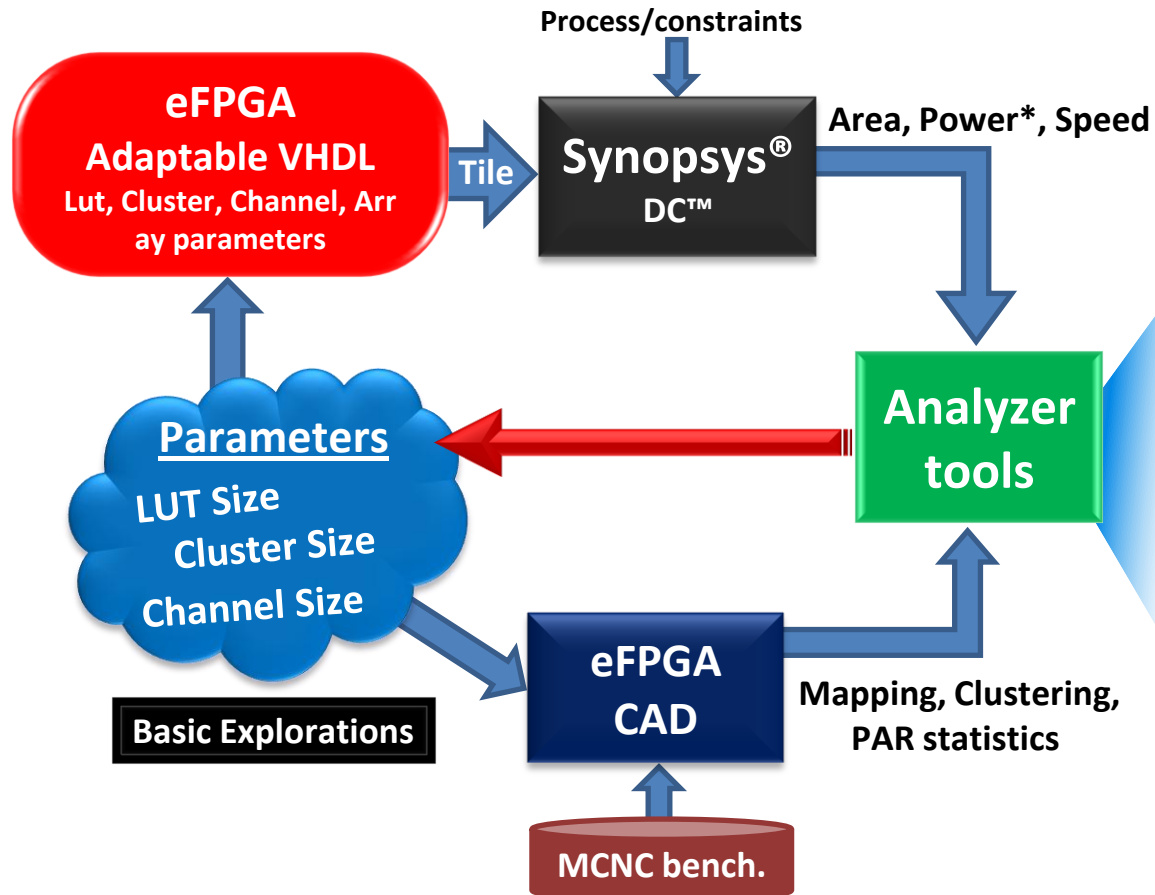 Process/constraints
eFPGA
Adaptable VHDL
Lut, Cluster, Channel, Arr
ay parameters
Tile
Synopsys®
DC™
Area, Power*, Speed
Parameters
LUT Size
Cluster Size
Channel Size
Analyzer
tools
Basic Explorations
eFPGA
CAD
Mapping, Clustering,
PAR statistics
MCNC bench.